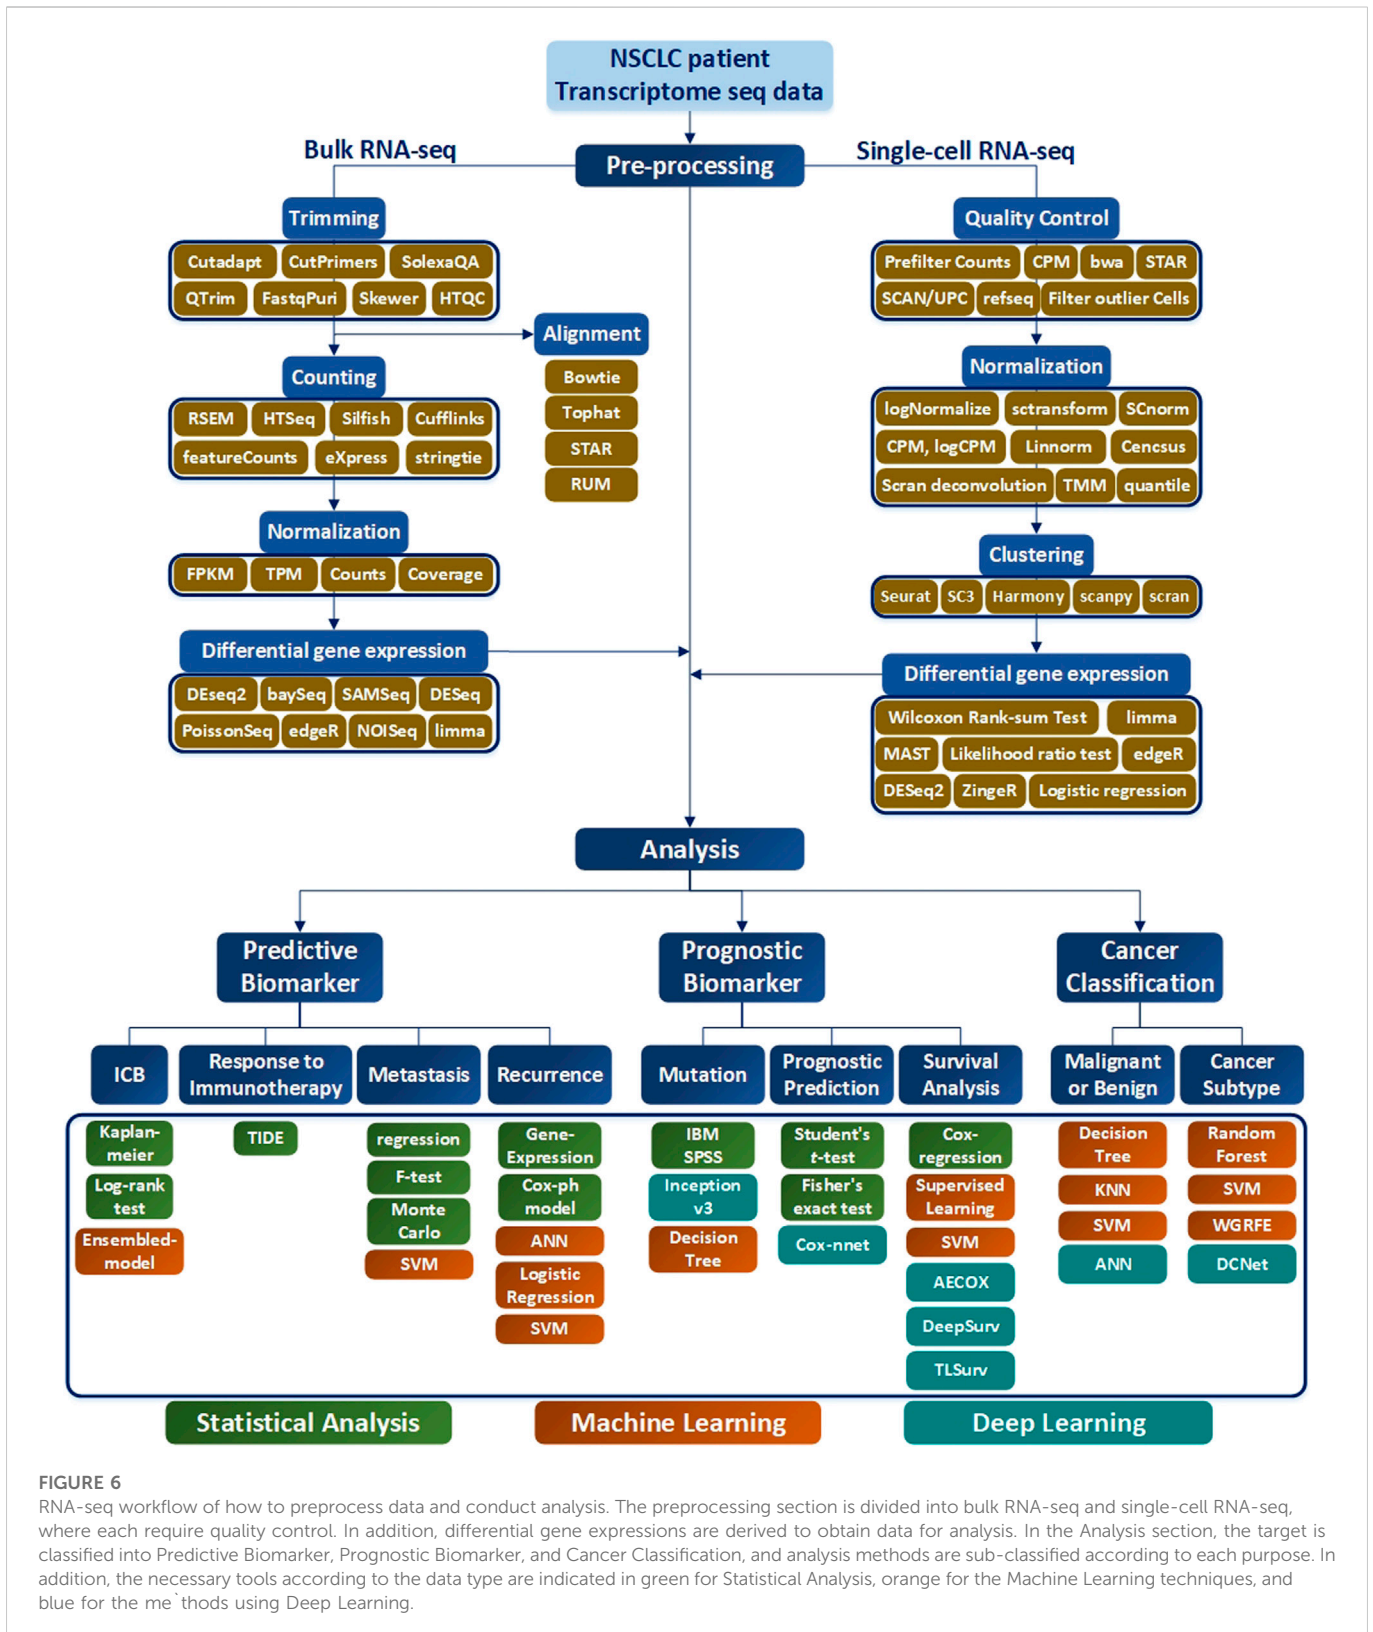 NSCLC patient
Transcriptome seq data
Bulk RNA-seq
Pre-processing
Single-cell RNA-seq
Trimming
Cutadapt CutPrimers SolexaQA
QTrim FastqPuri Skewer HTQC
Alignment
Bowtie
Tophat
STAR
RUM
Counting
RSEM HTSeq Silfish Cufflinks
featureCounts eXpress stringtie
Normalization
FPKM TPM Counts Coverage
Differential gene expression
DEseq2 baySeq SAMSeq DESeq
PoissonSeq edgeR NOISeq limma
Quality Control
Prefilter Counts CPM bwa STAR
SCAN/UPC refseq Filter outlier Cells
Normalization
logNormalize sctransform SCnorm
CPM, logCPM Linnorm Cencsus
Scran deconvolution TMM quantile
Clustering
Seurat SC3 Harmony scanpy scran
Differential gene expression
Wilcoxon Rank-sum Test limma
MAST Likelihood ratio test edgeR
DESeq2 ZingeR Logistic regression
Analysis
Predictive
Biomarker
Prognostic
Biomarker
Cancer
Classification
ICB
Response to
Immunotherapy
Metastasis
Recurrence
Mutation
Prognostic
Prediction
Survival
Analysis
Malignant
or Benign
Cancer
Subtype
Kaplan-
meier
Log-rank
test
Ensembled-
model
TIDE
regression
F-test
Monte
Carlo
SVM
Gene-
Expression
Cox-ph
model
ANN
Logistic
Regression
SVM
IBM
SPSS
Inception
v3
Decision
Tree
Student's
t-test
Fisher's
exact test
Cox-nnet
Cox-
regression
Supervised
Learning
SVM
AECOX
DeepSurv
TLSurv
Decision
Tree
KNN
SVM
ANN
Random
Forest
SVM
WGRFE
DCNet
Statistical Analysis
Machine Learning
Deep Learning
FIGURE 6
RNA-seq workflow of how to preprocess data and conduct analysis. The preprocessing section is divided into bulk RNA-seq and single-cell RNA-seq,
where each require quality control. In addition, differential gene expressions are derived to obtain data for analysis. In the Analysis section, the target is
classified into Predictive Biomarker, Prognostic Biomarker, and Cancer Classification, and analysis methods are sub-classified according to each purpose. In
addition, the necessary tools according to the data type are indicated in green for Statistical Analysis, orange for the Machine Learning techniques, and
blue for the me`thods using Deep Learning.